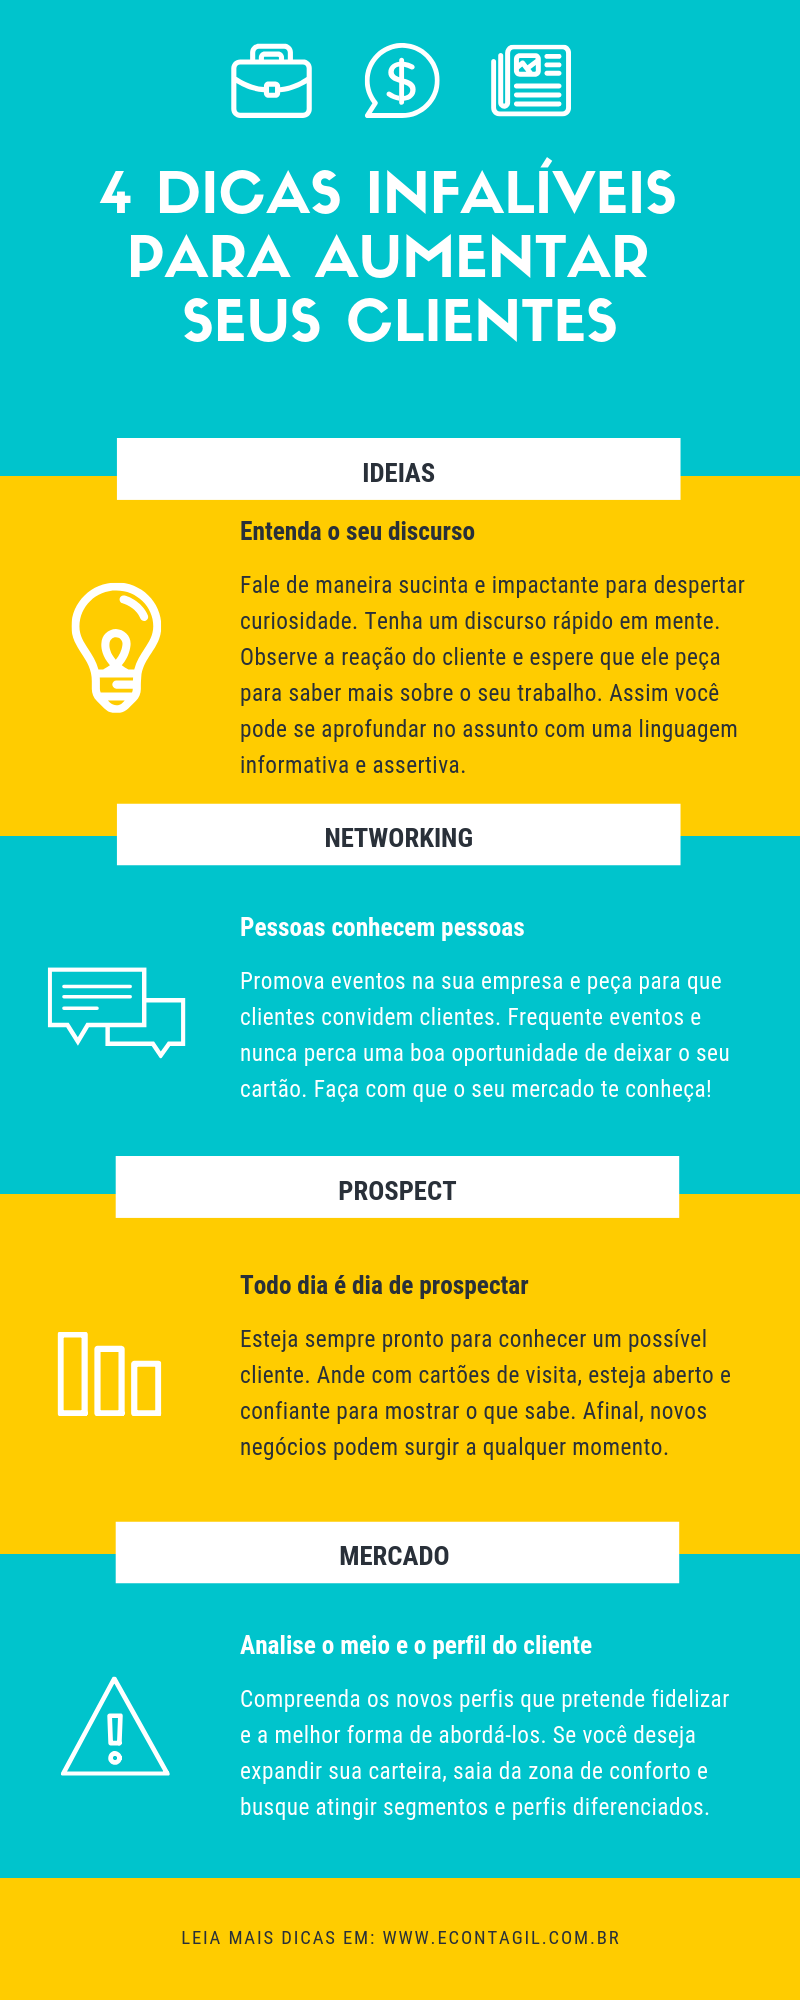 4 DICAS INFALÍVEIS
PARA AUMENTAR
SEUS CLIENTES
IDEIAS
Entenda o seu discurso
Fale de maneira sucinta e impactante para despertar
curiosidade. Tenha um discurso rápido em mente.
Observe a reação do cliente e espere que ele peça
para saber mais sobre o seu trabalho. Assim você
pode se aprofundar no assunto com uma linguagem
informativa e assertiva.
NETWORKING
Pessoas conhecem pessoas
Promova eventos na sua empresa e peça para que
clientes convidem clientes. Frequente eventos e
nunca perca uma boa oportunidade de deixar o seu
cartão. Faça com que o seu mercado te conheça!
PROSPECT
Todo dia é dia de prospectar
Esteja sempre pronto para conhecer um possível
cliente. Ande com cartões de visita, esteja aberto e
confiante para mostrar o que sabe. Afinal, novos
negócios podem surgir a qualquer momento.
MERCADO
Analise o meio e o perfil do cliente
Compreenda os novos perfis que pretende fidelizar
e a melhor forma de abordá-los. Se você deseja
expandir sua carteira, saia da zona de conforto e
busque atingir segmentos e perfis diferenciados.
LEIA MAIS DICAS EM: WWW.ECONTAGIL.COM.BR